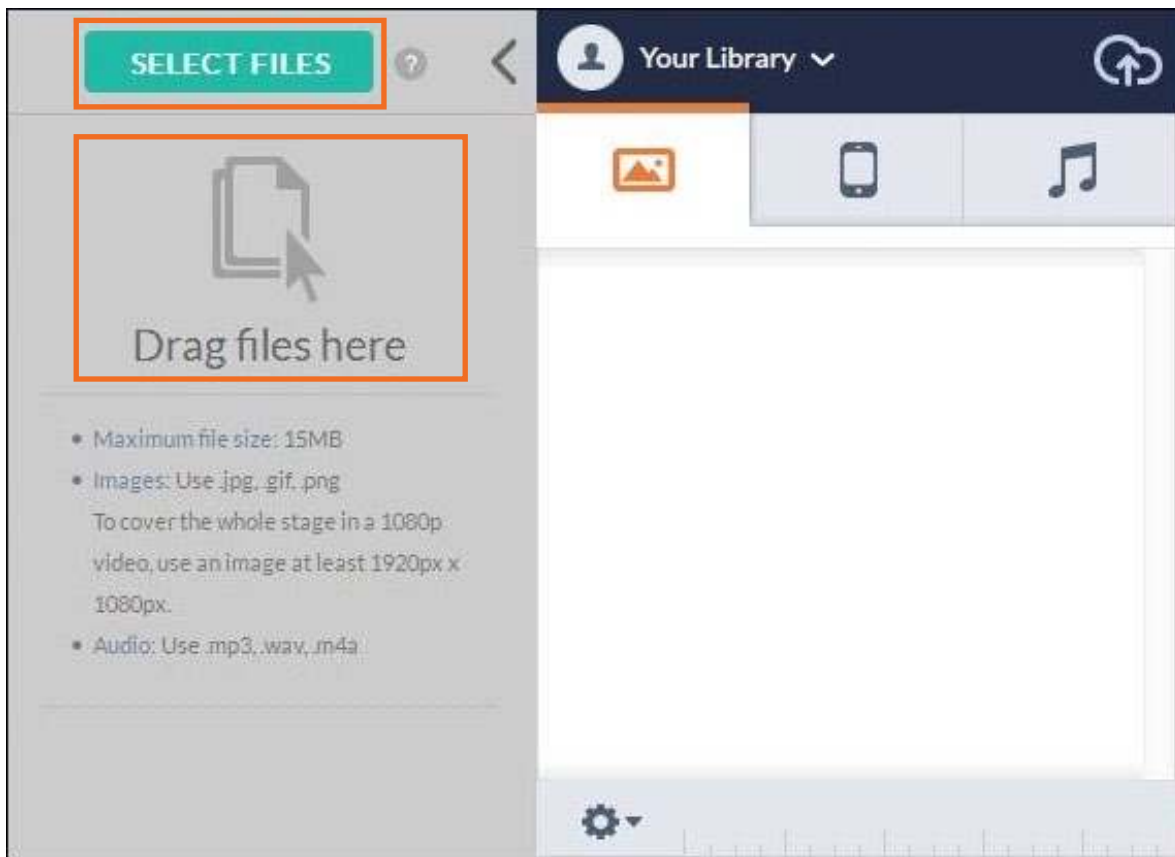 SELECT FILES
?
Your Library
Drag files here
• Maximum file size: 15MB
• Images: Use .jpg, .gif, .png
To cover the whole stage in a 1080p
video, use an image at least 1920px x
1080px.
• Audio: Use .mp3, .wav, .m4a